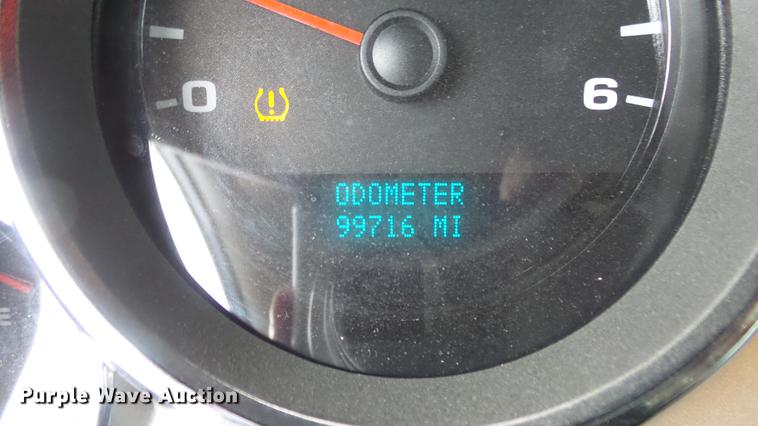 0
6
ODOMETER
99716 MI
E
Purple Wave Auction